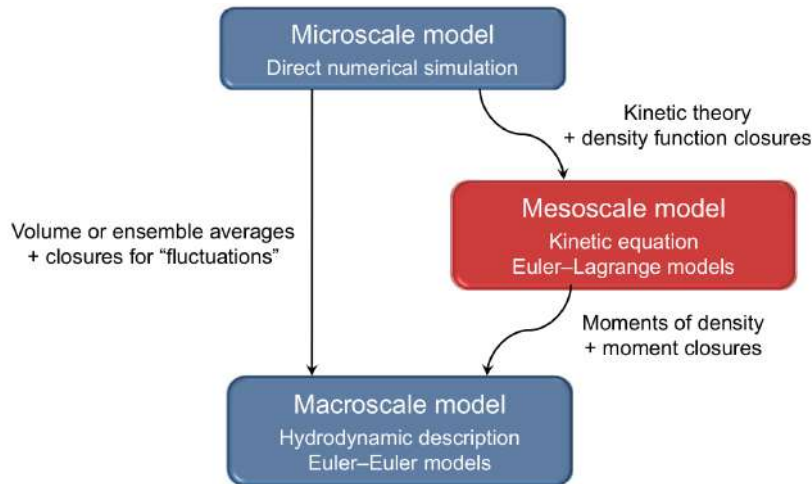 Microscale model
Direct numerical simulation
Kinetic theory
+ density function closures
Volume or ensemble averages
+ closures for “fluctuations”
Mesoscale model
Kinetic equation
Euler–Lagrange models
Moments of density
+ moment closures
Macroscale model
Hydrodynamic description
Euler–Euler models